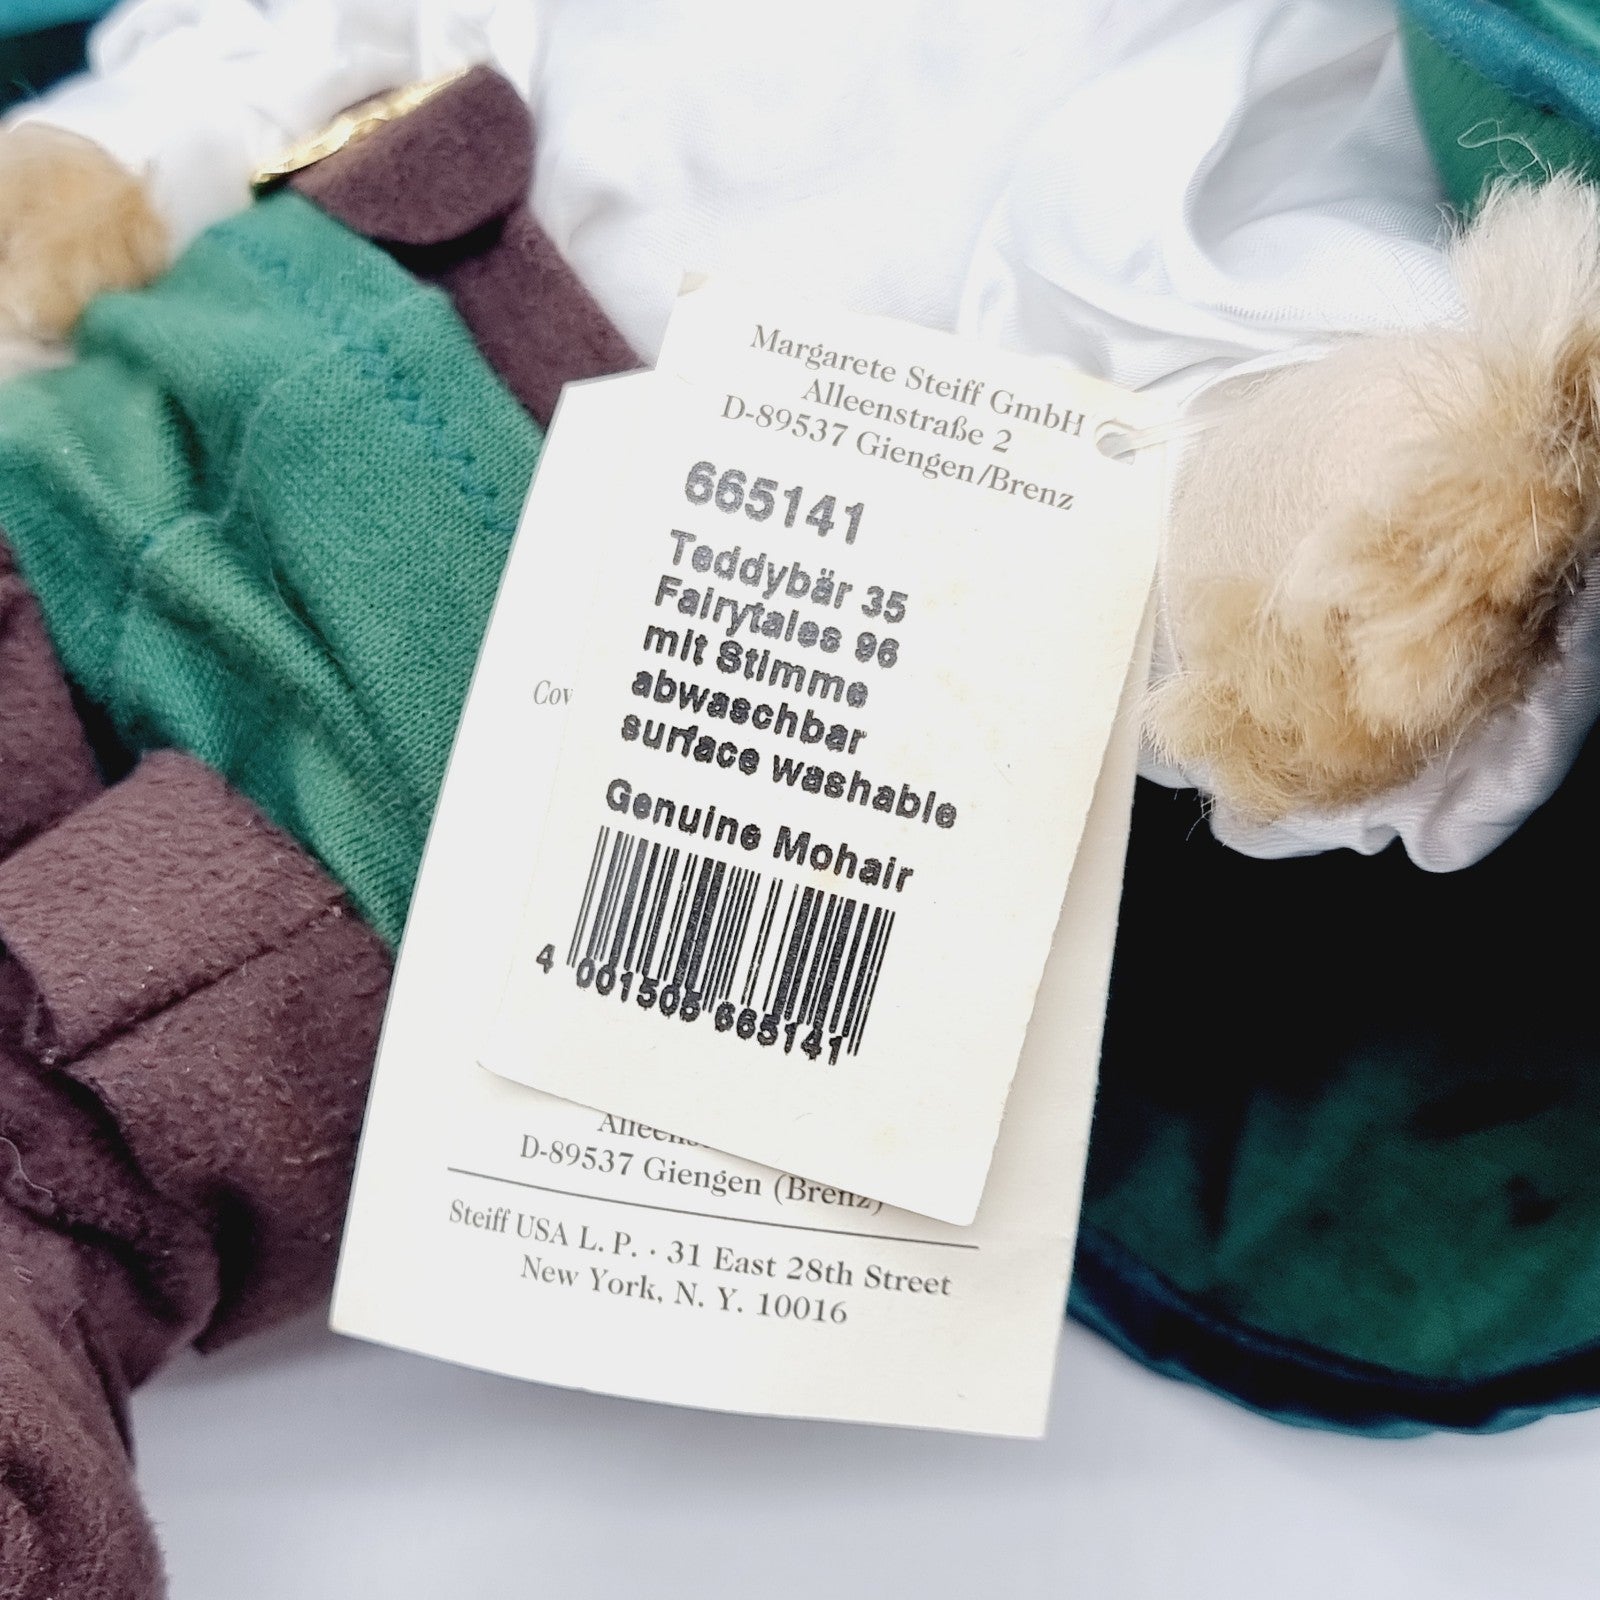 Margarete Steiff GmbH
Alleenstraße 2
D-89537 Giengen/Brenz
665141
Teddybär 35
Fairytales 96
mit Stimme
abwaschbar
surface washable
Genuine Mohair
4 001505 665141
D-89537 Giengen (Brenz)
Steiff USA L. P. · 31 East 28th Street
New York, N. Y. 10016